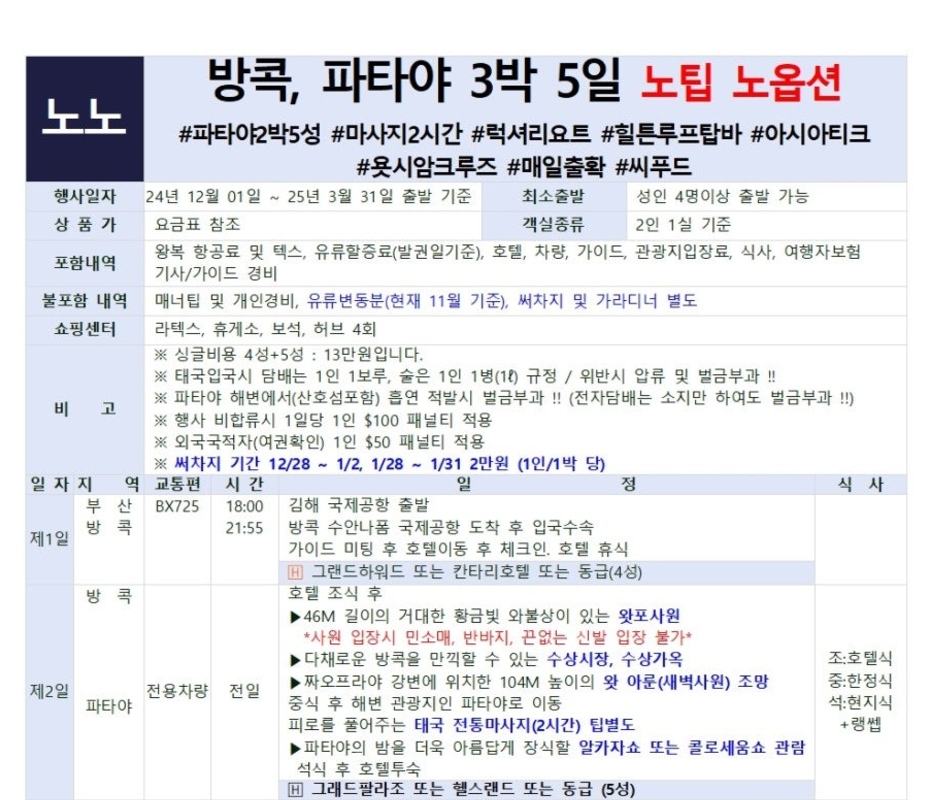 노노
방콕, 파타야 3박 5일 노팁 노옵션
#파타야2박5성 #마사지2시간 #럭셔리요트 #힐튼루프탑바 #아시아티크
#욧시암크루즈 #매일출확 #씨푸드
행사일자 24년 12월 01일 ~ 25년 3월 31일 출발 기준 최소출발 성인 4명이상 출발 가능
상 품 가 요금표 참조 객실종류 2인 1실 기준
포함내역 왕복 항공료 및 텍스, 유류할증료(발권일기준), 호텔, 차량, 가이드, 관광지입장료, 식사, 여행자보험
기사/가이드 경비
불포함 내역 매너팁 및 개인경비, 유류변동분(현재 11월 기준), 써차지 및 가라디너 별도
쇼핑센터 라텍스, 휴게소, 보석, 허브 4회
비 고
※ 싱글비용 4성+5성 : 13만원입니다.
※ 태국입국시 담배는 1인 1보루, 술은 1인 1병(1ℓ) 규정 / 위반시 압류 및 벌금부과 !!
※ 파타야 해변에서(산호섬포함) 흡연 적발시 벌금부과 !! (전자담배는 소지만 하여도 벌금부과 !!)
※ 행사 비합류시 1일당 1인 $100 패널티 적용
※ 외국국적자(여권확인) 1인 $50 패널티 적용
※ 써차지 기간 12/28 ~ 1/2, 1/28 ~ 1/31 2만원 (1인/1박 당)
일 자 지 역 교통편 시 간 일 정 식 사
제1일
부 산 BX725 18:00 김해 국제공항 출발
방 콕 21:55 방콕 수안나폼 국제공항 도착 후 입국수속
가이드 미팅 후 호텔이동 후 체크인. 호텔 휴식
H 그랜드하워드 또는 칸타리호텔 또는 동급(4성)
제2일
방 콕
파타야
전용차량 전일
호텔 조식 후
▶46M 길이의 거대한 황금빛 와불상이 있는 왓포사원
*사원 입장시 민소매, 반바지, 끈없는 신발 입장 불가*
▶다채로운 방콕을 만끽할 수 있는 수상시장, 수상가옥
▶짜오프라야 강변에 위치한 104M 높이의 왓 아룬(새벽사원) 조망
중식 후 해변 관광지인 파타야로 이동
피로를 풀어주는 태국 전통마사지(2시간) 팁별도
▶파타야의 밤을 더욱 아름답게 장식할 알카자쇼 또는 콜로세움쇼 관람
석식 후 호텔투숙
H 그래드팔라조 또는 헬스랜드 또는 동급 (5성)
조:호텔식
중:한정식
석:현지식
+랭쎕